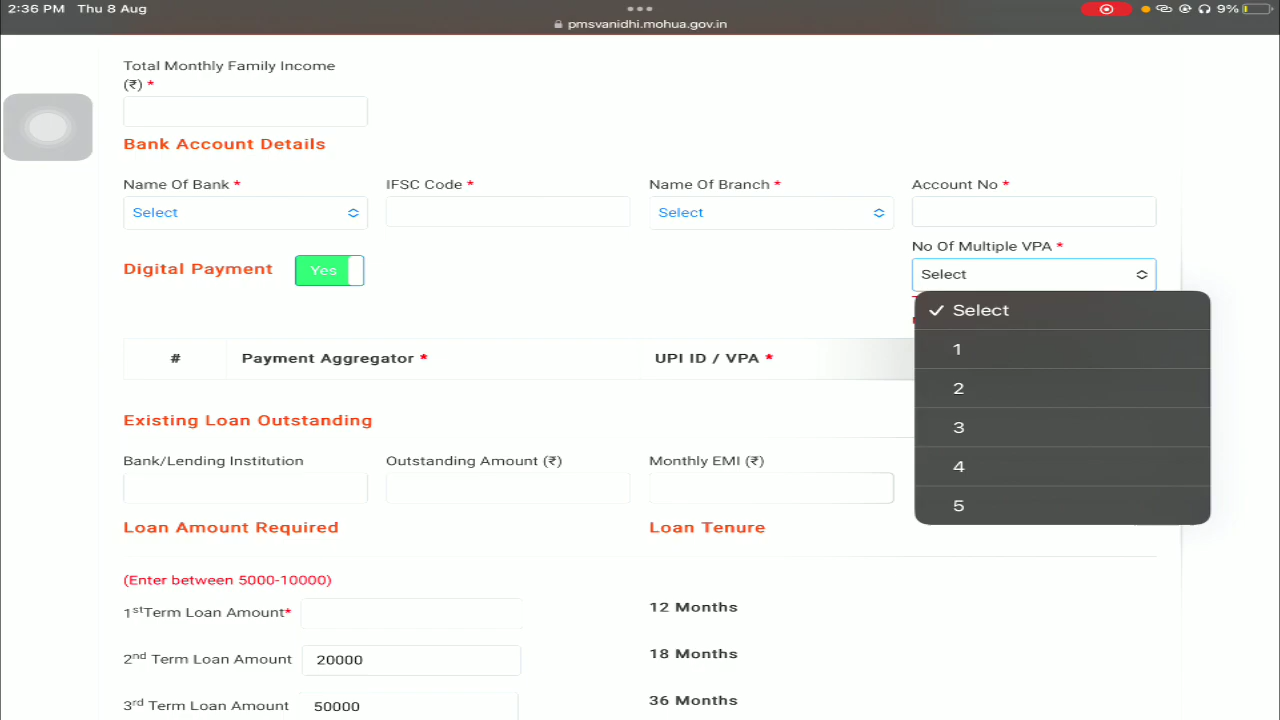 2:36 PM Thu 8 Aug
9%
pmsvanidhi.mohua.gov.in
Total Monthly Family Income
(₹) *
Bank Account Details
Name Of Bank * IFSC Code * Name Of Branch * Account No *
Select Select
No Of Multiple VPA *
Digital Payment Yes Select
Select
1
# Payment Aggregator * UPI ID / VPA *
2
Existing Loan Outstanding 3
Bank/Lending Institution Outstanding Amount (₹) Monthly EMI (₹) 4
5
Loan Amount Required Loan Tenure
(Enter between 5000-10000)
1stTerm Loan Amount* 12 Months
2nd Term Loan Amount 20000 18 Months
3rd Term Loan Amount 50000 36 Months